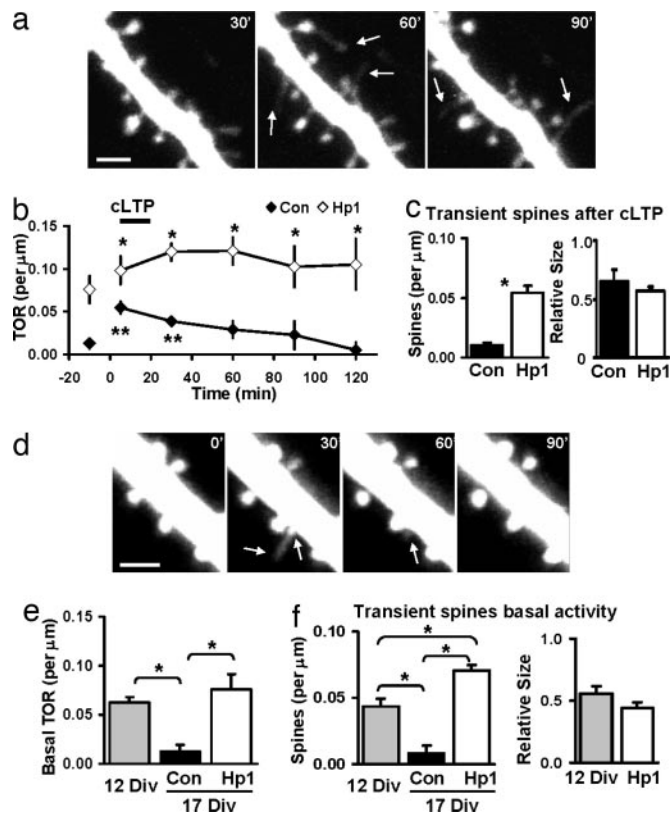 a
30'
60'
90'
b
cLTP
Con
Hp1
TOR (per µm)
0.15
0.10
0.05
0.00
*
*
*
*
*
**
**
-20
0
20
40
60
80
100
120
Time (min)
c
Transient spines after cLTP
Spines (per µm)
0.10
0.05
0.00
*
Con
Hp1
Relative Size
1.0
0.5
0
Con
Hp1
d
0'
30'
60'
90'
e
Basal TOR (per µm)
0.15
0.10
0.05
0.00
*
*
12 Div
Con
Hp1
17 Div
f
Transient spines basal activity
Spines (per µm)
0.10
0.05
0.00
*
*
*
12 Div
Con
Hp1
17 Div
Relative Size
1.0
0.5
0.0
12 Div
Hp1